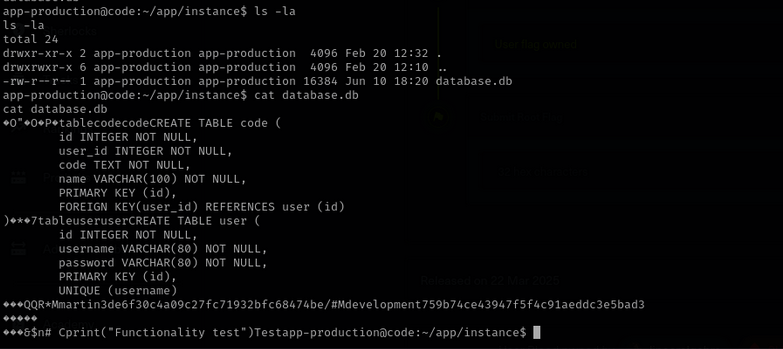 app-production@code:~/app/instance$ ls -la
ls -la
total 24
drwxr-xr-x 2 app-production app-production  4096 Feb 20 12:32 .
drwxrwxr-x 6 app-production app-production  4096 Feb 20 12:10 ..
-rw-r--r-- 1 app-production app-production 16384 Jun 10 18:20 database.db
app-production@code:~/app/instance$ cat database.db
cat database.db
�O"�O�P�tablecodecodeCREATE TABLE code (
        id INTEGER NOT NULL,
        user_id INTEGER NOT NULL,
        code TEXT NOT NULL,
        name VARCHAR(100) NOT NULL,
        PRIMARY KEY (id),
        FOREIGN KEY(user_id) REFERENCES user (id)
)�*�7tableuseruserCREATE TABLE user (
        id INTEGER NOT NULL,
        username VARCHAR(80) NOT NULL,
        password VARCHAR(80) NOT NULL,
        PRIMARY KEY (id),
        UNIQUE (username)
���QQR*Mmartin3de6f30c4a09c27fc71932bfc68474be/#Mdevelopment759b74ce43947f5f4c91aeddc3e5bad3
�����
���&$n# Cprint("Functionality test")Testapp-production@code:~/app/instance$